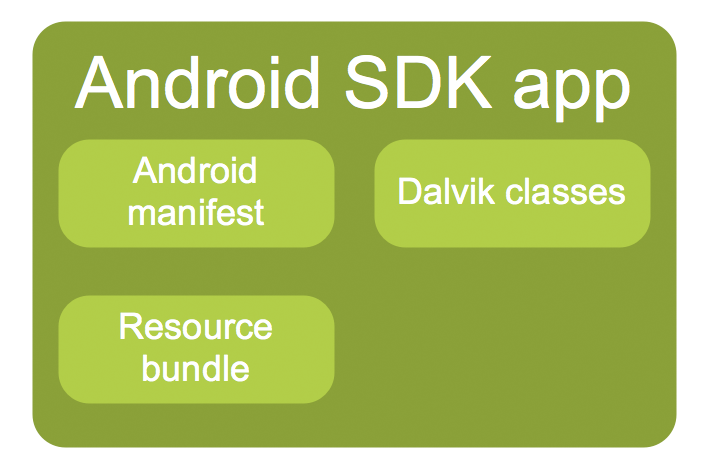 Android SDK app
Android
manifest
Dalvik classes
Resource
bundle